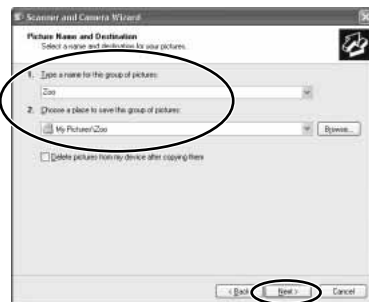 Scanner and Camera Wizard
Picture Name and Destination
Select a name and destination for your pictures.
1. Type a name for this group of pictures:
Zoo
2. Choose a place to save this group of pictures:
My Pictures\Zoo
Browse...
Delete pictures from my device after copying them
< Back
Next >
Cancel